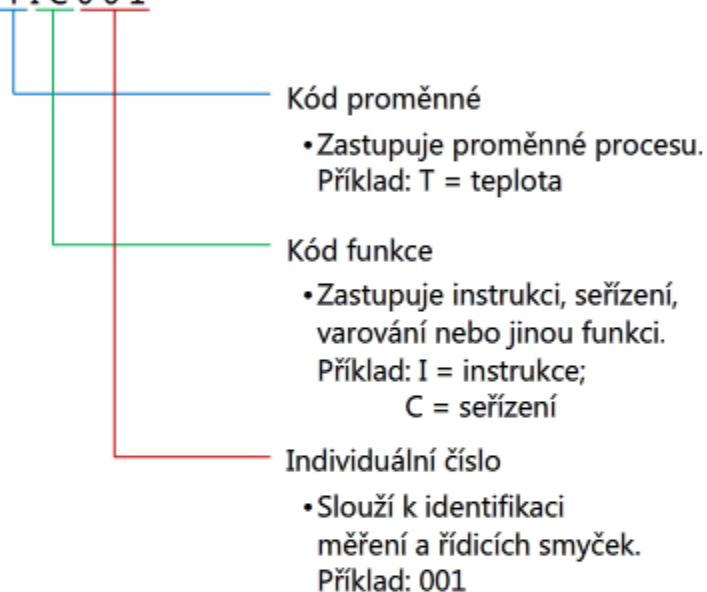 Kód proměnné
•Zastupuje proměnné procesu.
Příklad: T = teplota
Kód funkce
•Zastupuje instrukci, seřízení,
varování nebo jinou funkci.
Příklad: I = instrukce;
C = seřízení
Individuální číslo
•Slouží k identifikaci
měření a řídicích smyček.
Příklad: 001